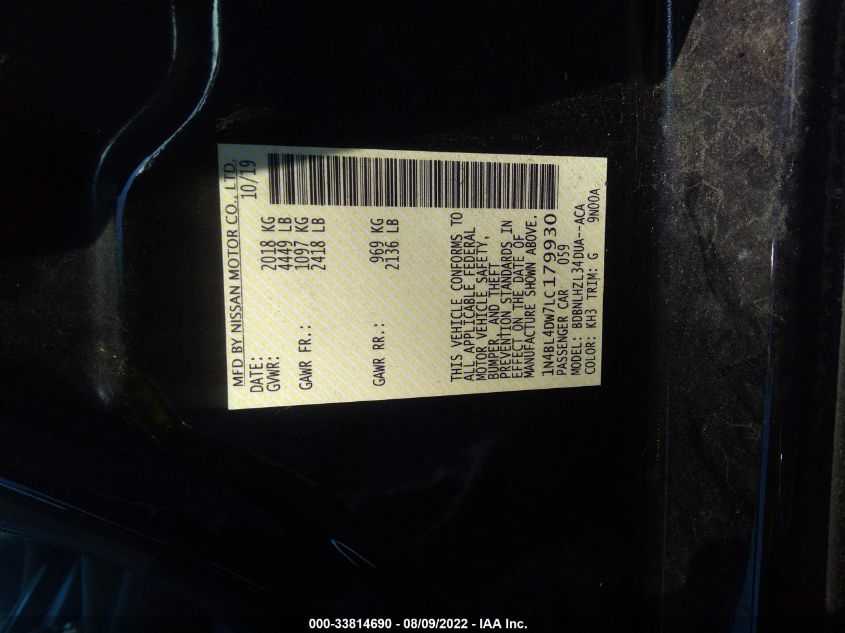 MFD BY NISSAN MOTOR CO., LTD.
DATE: 10/19
GVWR: 2018 KG
4449 LB
GAWR FR.: 1097 KG
2418 LB
GAWR RR.: 969 KG
2136 LB
THIS VEHICLE CONFORMS TO
ALL APPLICABLE FEDERAL
MOTOR VEHICLE SAFETY,
BUMPER, AND THEFT
PREVENTION STANDARDS IN
EFFECT ON THE DATE OF
MANUFACTURE SHOWN ABOVE.
1N4BL4DW7LC179930
PASSENGER CAR 059
MODEL: BDBNLHZL34DUA--ACA
COLOR: KH3 TRIM: G 9N00A
000-33814690 - 08/09/2022 - IAA Inc.